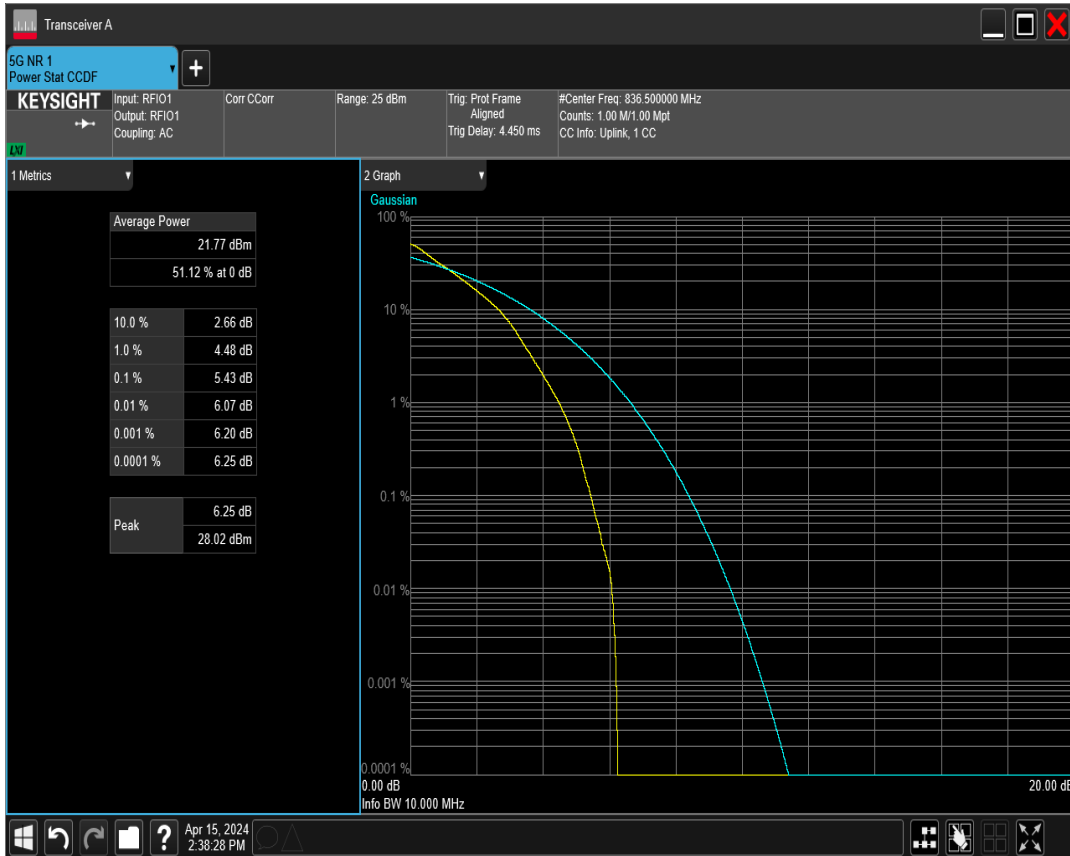 Transceiver A
5G NR 1
Power Stat CCDF
KEYSIGHT
LXI
Input: RFIO1
Output: RFIO1
Coupling: AC
Corr CCorr
Range: 25 dBm
Trig: Prot Frame
Aligned
Trig Delay: 4.450 ms
#Center Freq: 836.500000 MHz
Counts: 1.00 M/1.00 Mpt
CC Info: Uplink, 1 CC
1 Metrics
Average Power
21.77 dBm
51.12 % at 0 dB
10.0 % 2.66 dB
1.0 % 4.48 dB
0.1 % 5.43 dB
0.01 % 6.07 dB
0.001 % 6.20 dB
0.0001 % 6.25 dB
Peak 6.25 dB
28.02 dBm
2 Graph
Gaussian
100 %
10 %
1 %
0.1 %
0.01 %
0.001 %
0.0001 %
0.00 dB 20.00 dB
Info BW 10.000 MHz
? Apr 15, 2024
2:38:28 PM